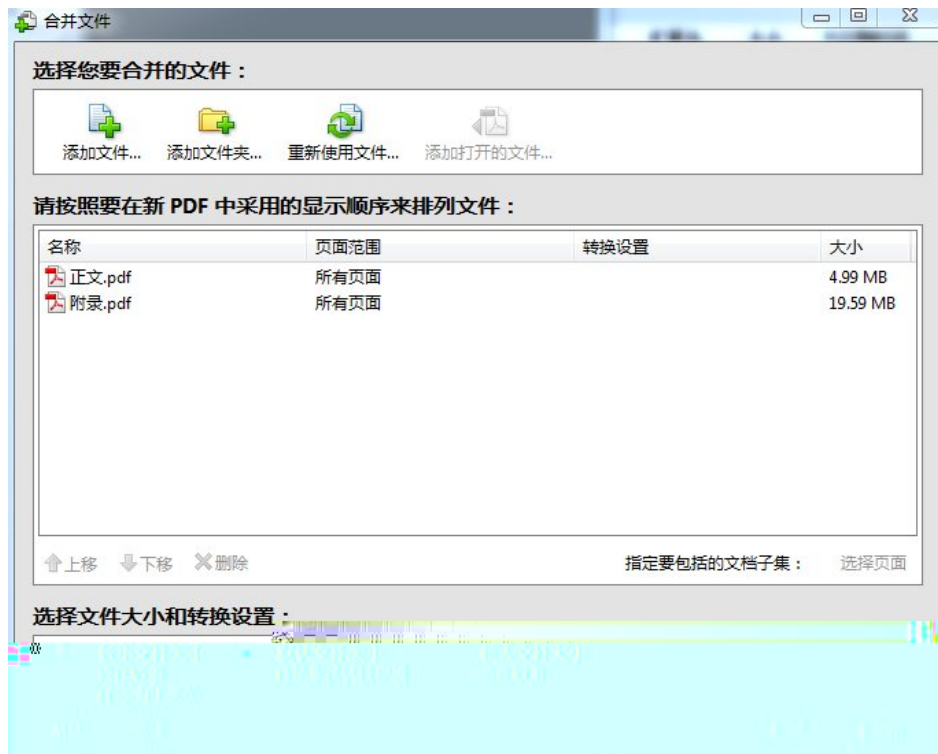 合并文件
选择您要合并的文件：
添加文件... 添加文件夹... 重新使用文件... 添加打开的文件...
请按照要在新 PDF 中采用的显示顺序来排列文件：
名称 页面范围 转换设置 大小
正文.pdf 所有页面 4.99 MB
附录.pdf 所有页面 19.59 MB
上移 下移 删除 指定要包括的文档子集： 选择页面
选择文件大小和转换设置：